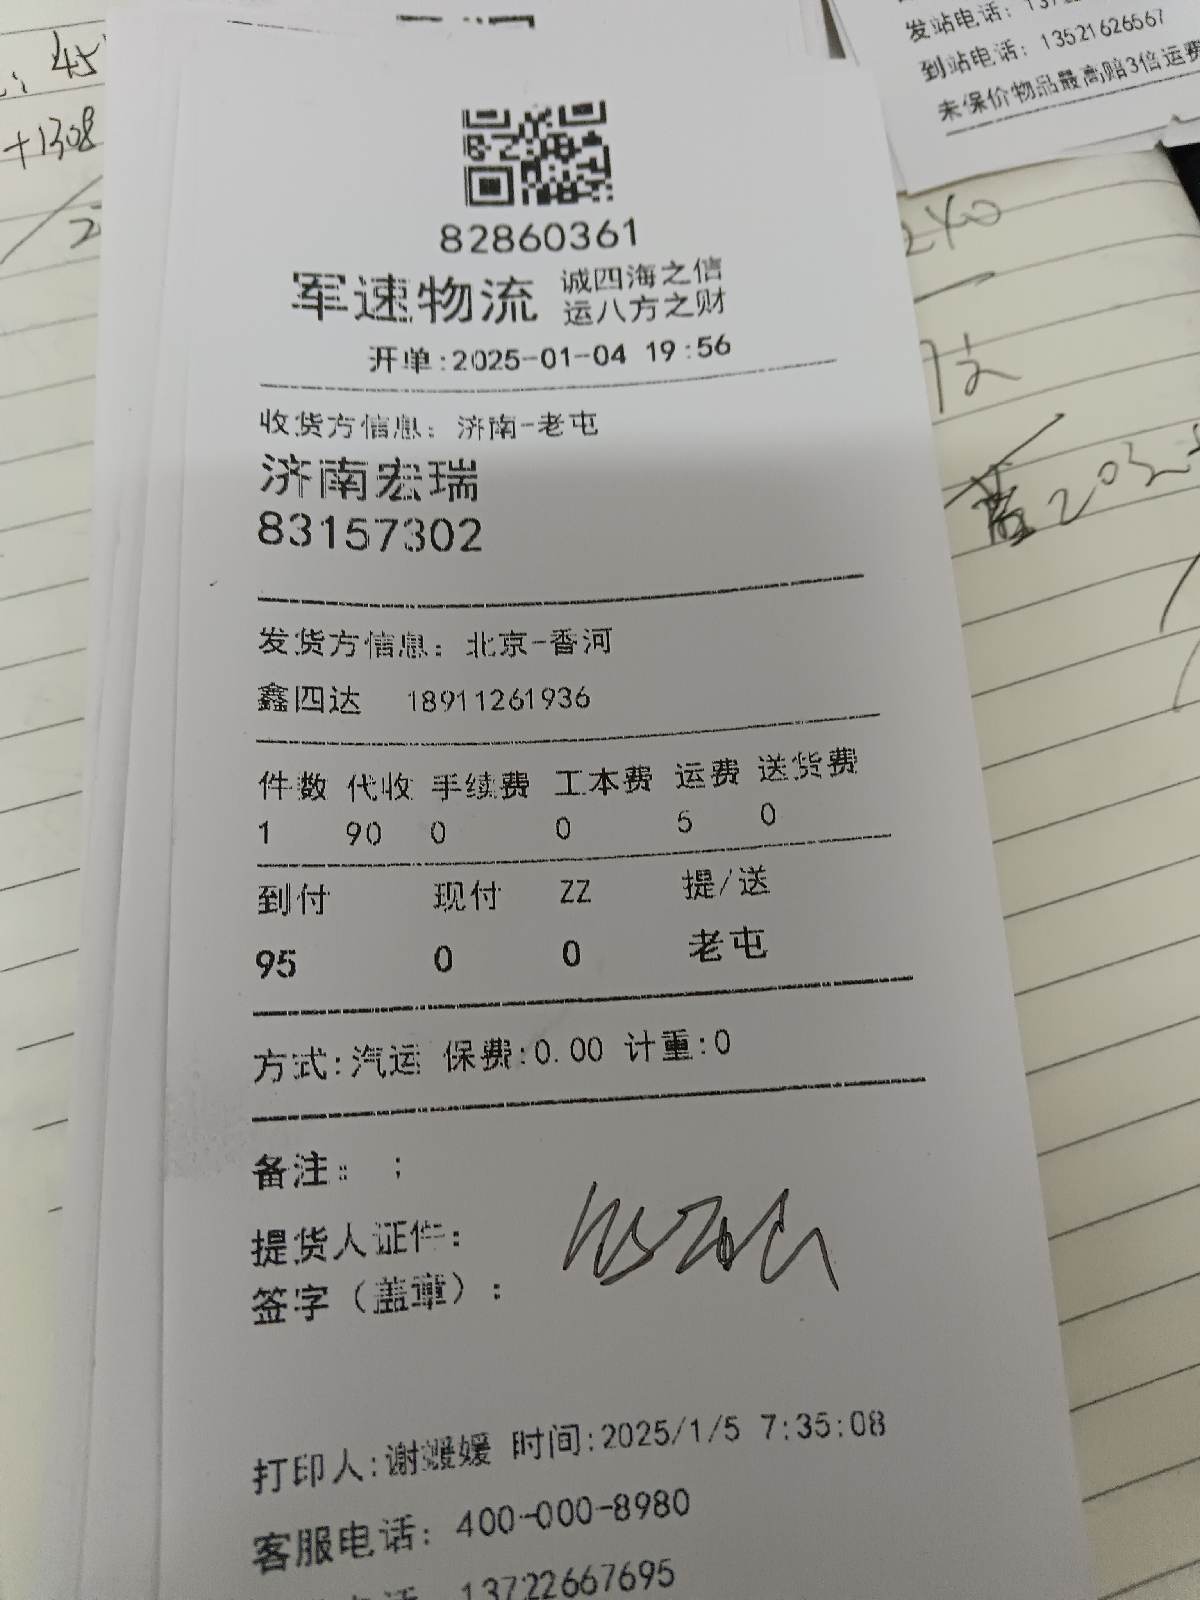 82860361
军速物流 诚四海之信
运八方之财
开单:2025-01-04 19:56
收货方信息: 济南-老屯
济南宏瑞
83157302
发货方信息: 北京-香河
鑫四达 18911261936
件数 代收 手续费 工本费 运费 送货费
1 90 0 0 5 0
到付 现付 ZZ 提/送
95 0 0 老屯
方式:汽运 保费:0.00 计重:0
备注: ;
提货人证件:
签字(盖章):
打印人:谢媛媛 时间:2025/1/5 7:35:08
客服电话: 400-000-8980
13722667695
发站电话:
到站电话: 13521626567
未保价物品最高赔3倍运费
45
+1308
240